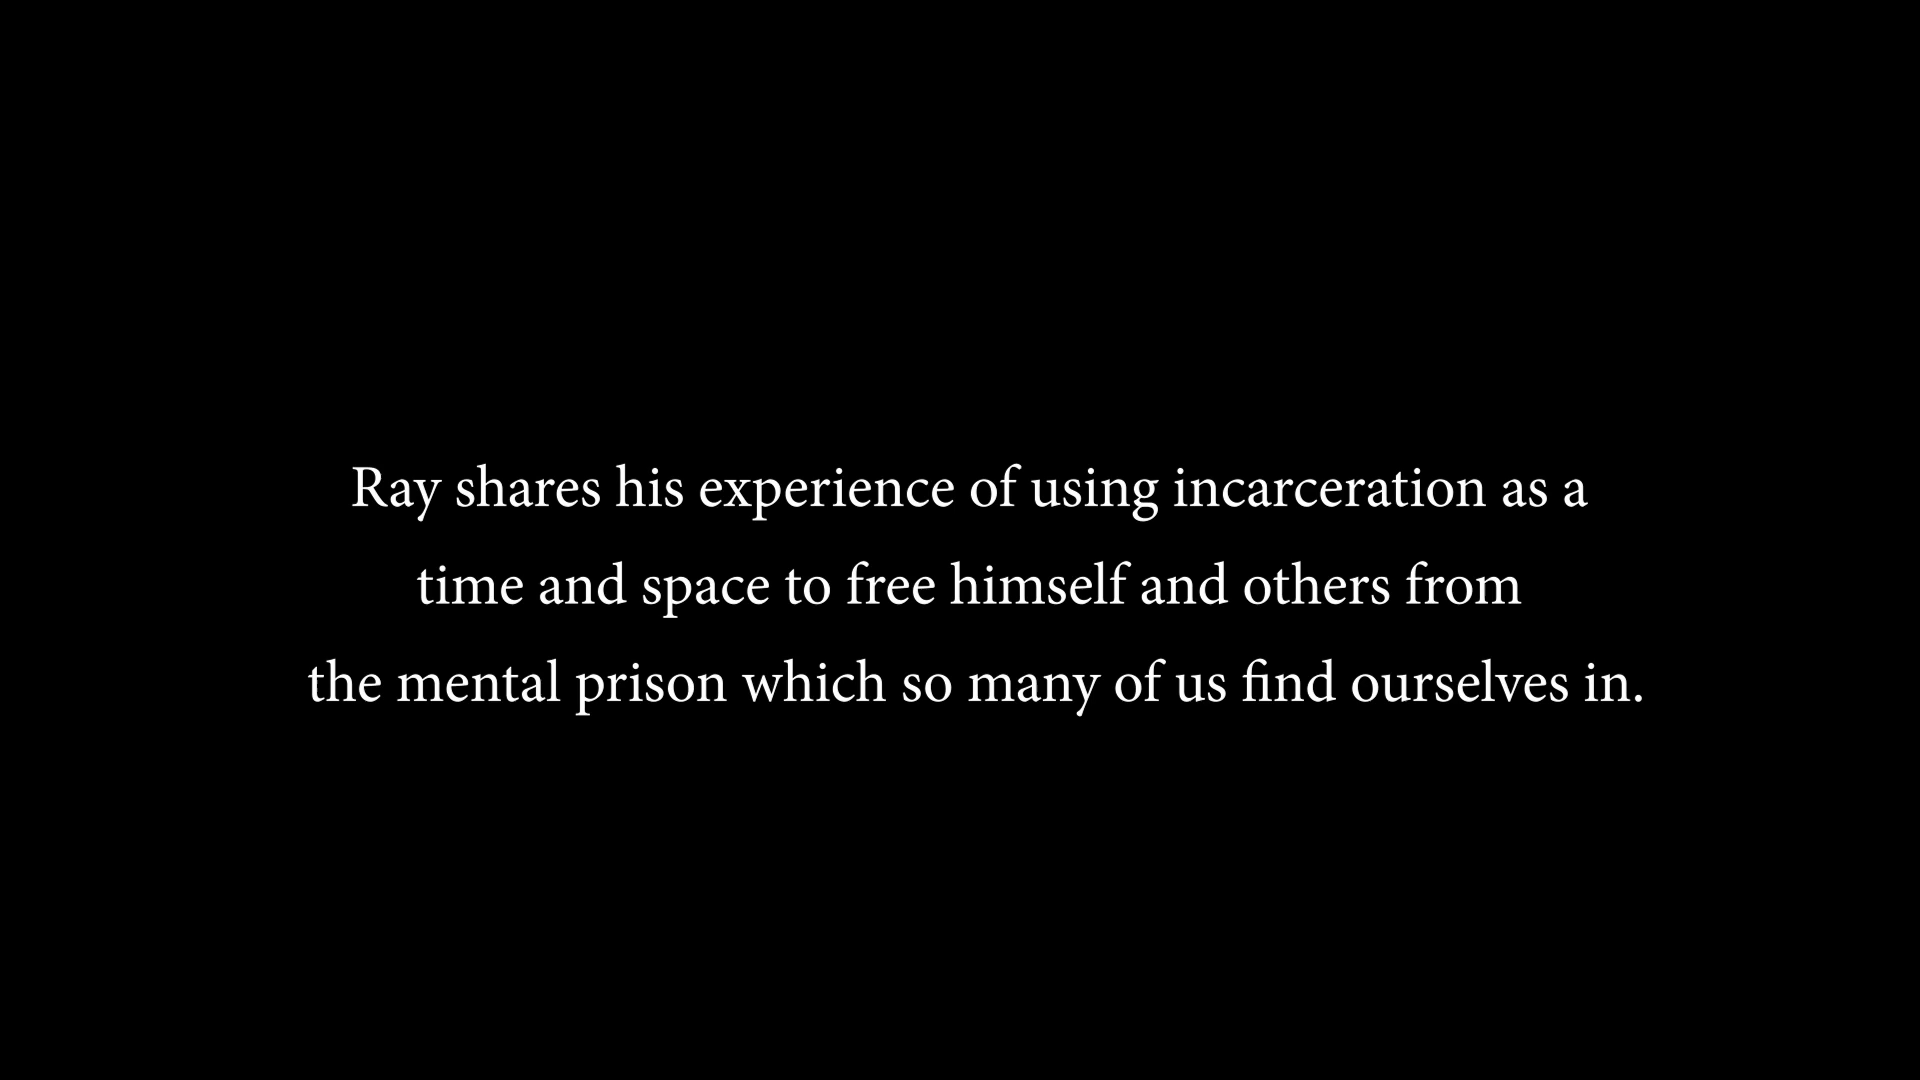 Ray shares his experience of using incarceration as a
time and space to free himself and others from
the mental prison which so many of us find ourselves in.